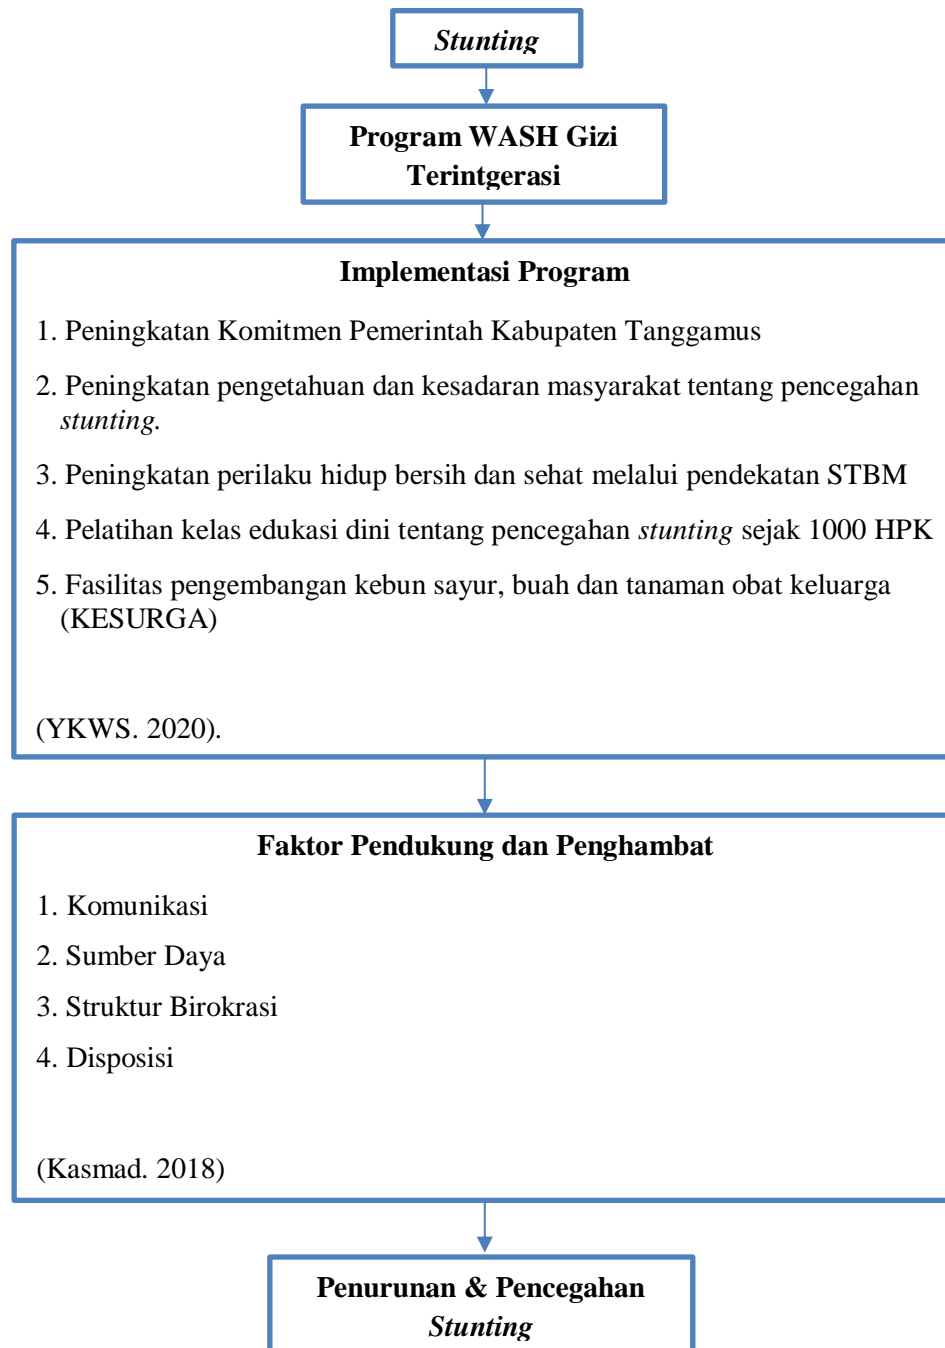 Stunting
Program WASH Gizi
Terintgerasi
Implementasi Program
1. Peningkatan Komitmen Pemerintah Kabupaten Tanggamus
2. Peningkatan pengetahuan dan kesadaran masyarakat tentang pencegahan
stunting.
3. Peningkatan perilaku hidup bersih dan sehat melalui pendekatan STBM
4. Pelatihan kelas edukasi dini tentang pencegahan stunting sejak 1000 HPK
5. Fasilitas pengembangan kebun sayur, buah dan tanaman obat keluarga
(KESURGA)
(YKWS. 2020).
Faktor Pendukung dan Penghambat
1. Komunikasi
2. Sumber Daya
3. Struktur Birokrasi
4. Disposisi
(Kasmad. 2018)
Penurunan & Pencegahan
Stunting